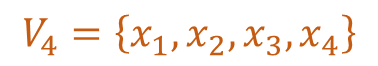 V₄ = {x₁, x₂, x₃, x₄}